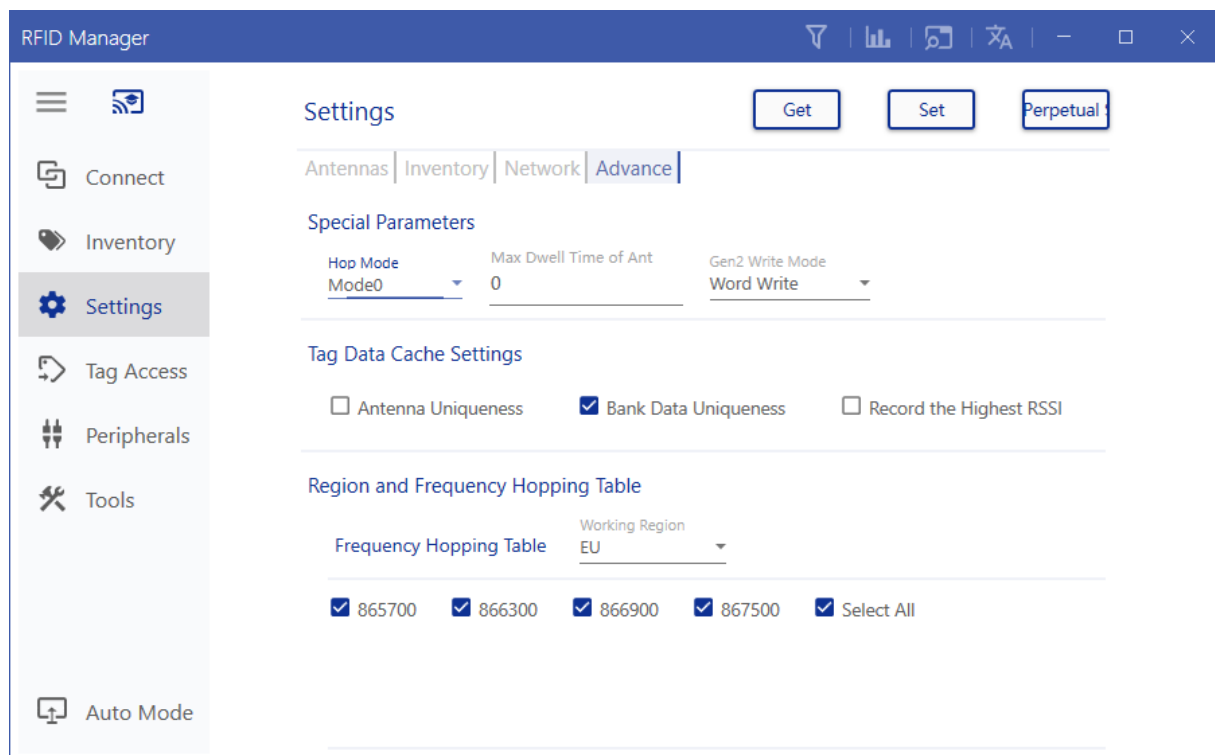 RFID Manager
Settings
Get
Set
Perpetual
Antennas Inventory Network Advance
Connect
Inventory
Settings
Tag Access
Peripherals
Tools
Auto Mode
Special Parameters
Hop Mode
Mode0
Max Dwell Time of Ant
0
Gen2 Write Mode
Word Write
Tag Data Cache Settings
Antenna Uniqueness
Bank Data Uniqueness
Record the Highest RSSI
Region and Frequency Hopping Table
Frequency Hopping Table
Working Region
EU
865700
866300
866900
867500
Select All